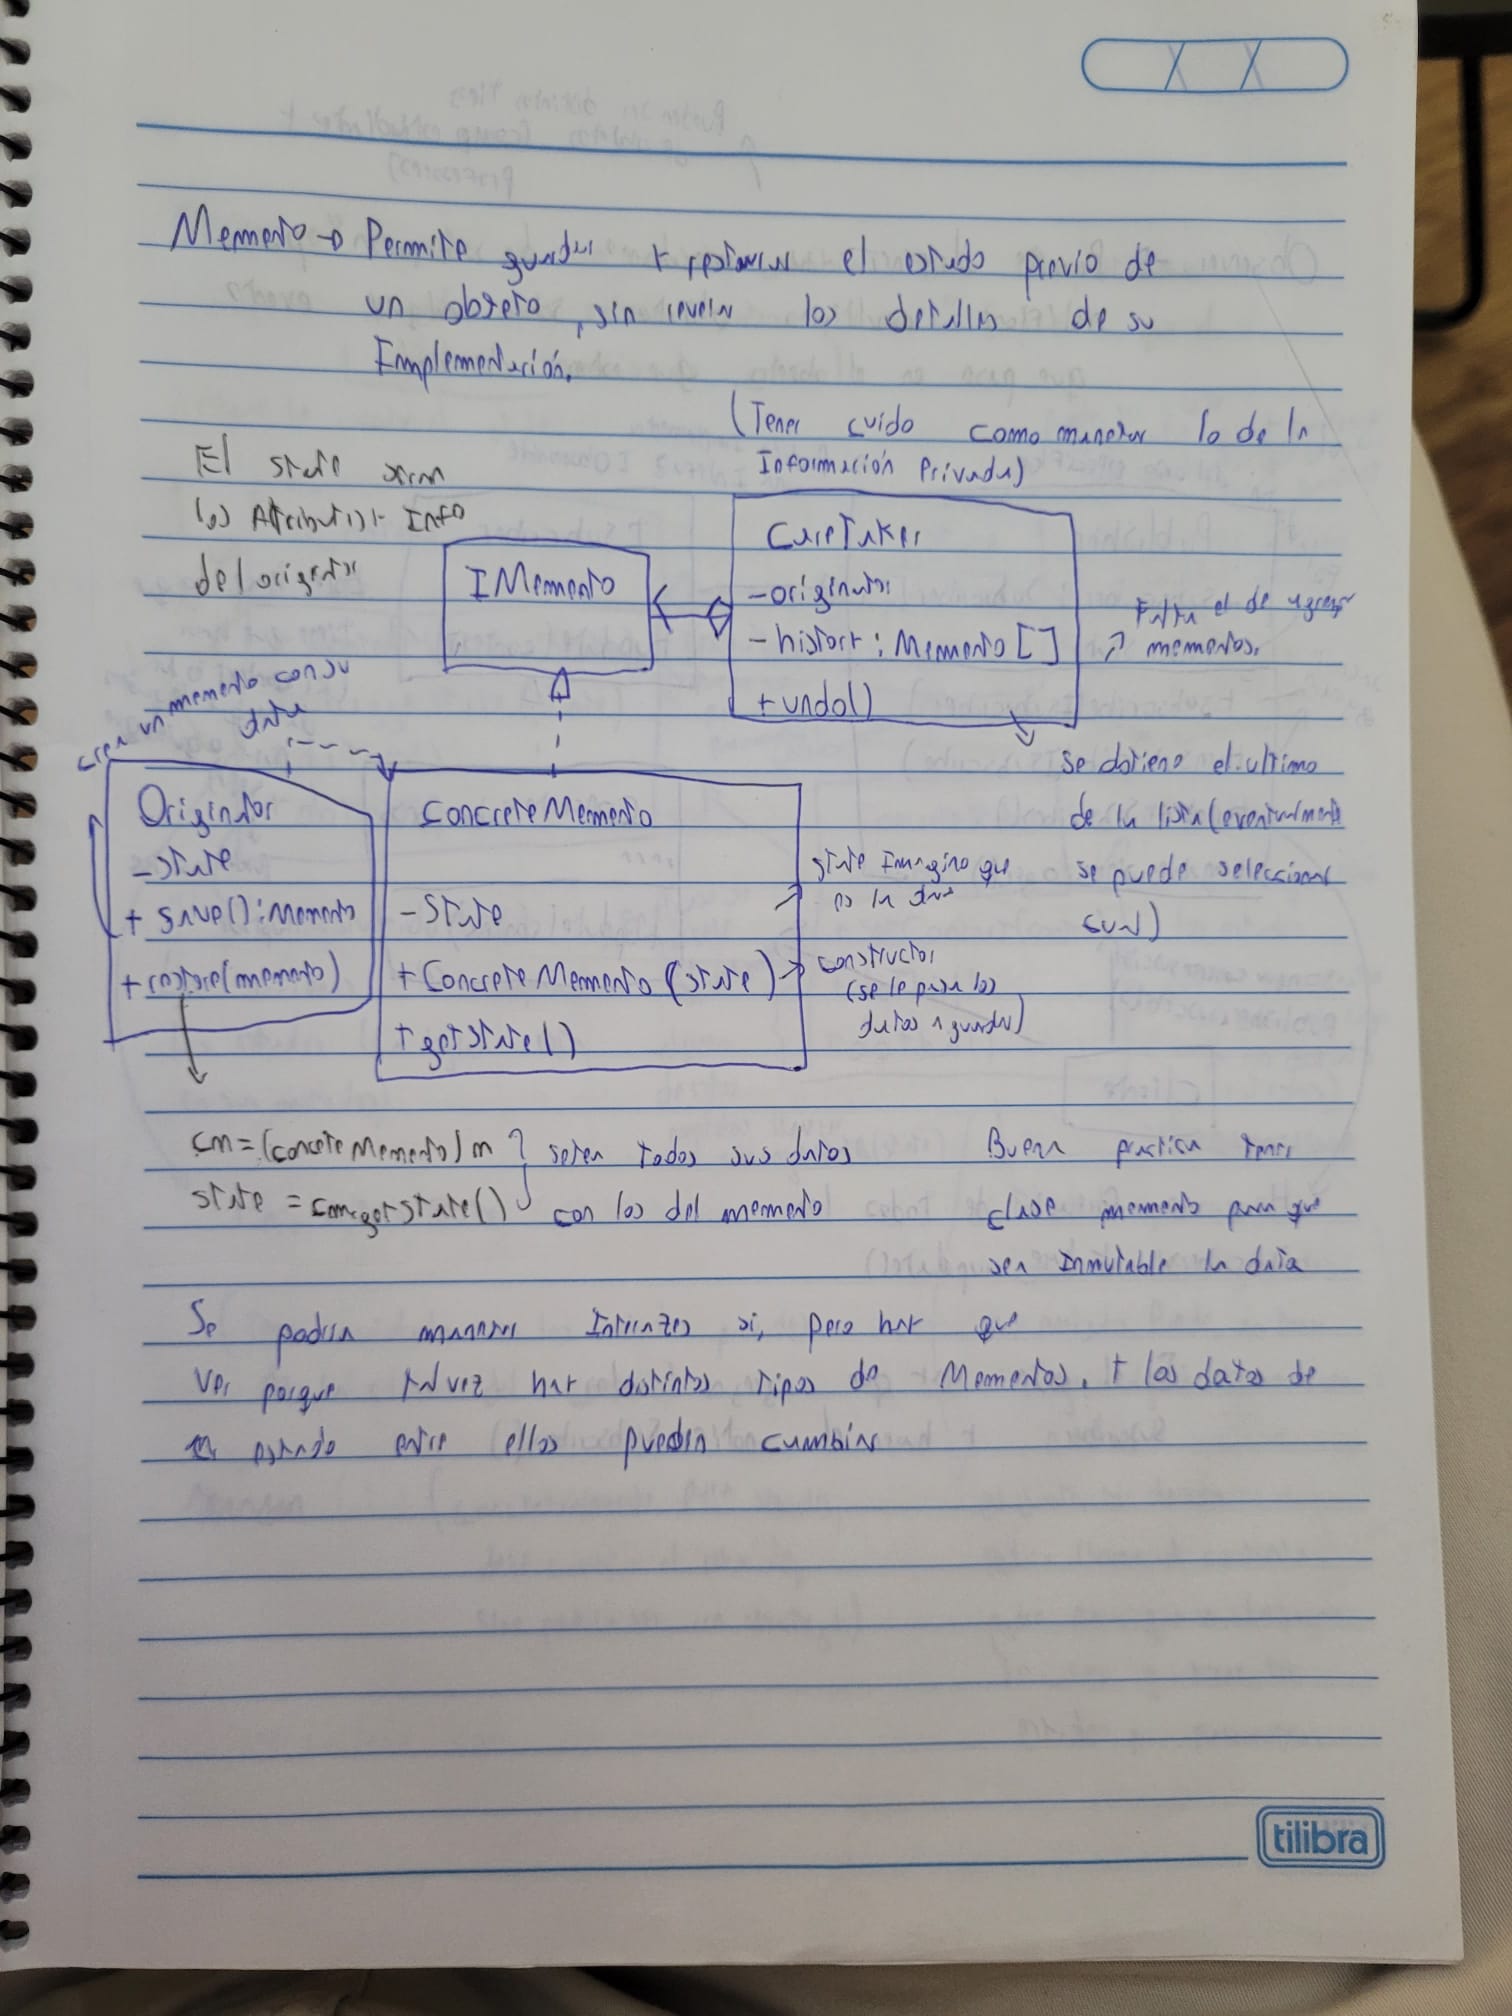 Memento → Permite guardar y restaurar el estado previo de
un objeto, sin revelar los detalles de su
Implementación.
(Tener cuido como manejar lo de la
Información Privada)
El state seran
los Atributos y Info
del originator
IMemento
CareTaker
- originator
- history : Memento []
+ undo()
Falta el de agregar
mementos.
se obtiene el ultimo
de la lista (eventualmente
se puede seleccionar
cual)
crea un memento con su
data
Originator
- state
+ save() : Memento
+ restore(memento)
ConcreteMemento
- State
+ ConcreteMemento (state)
+ getState()
state Imagino que
es la data
constructor
(se le pasa los
datos a guardar)
cm = (concreteMemento) m
state = cm.getState()
setea todos sus datos
con los del memento
Buena practica tener
clase memento para que
sea Inmutable la data
Se podria manejar Interfazes si, pero hay que
ver porque talvez hay distintos tipos de Mementos, y los datos de
estado entre ellos puedan cambiar
tilibra